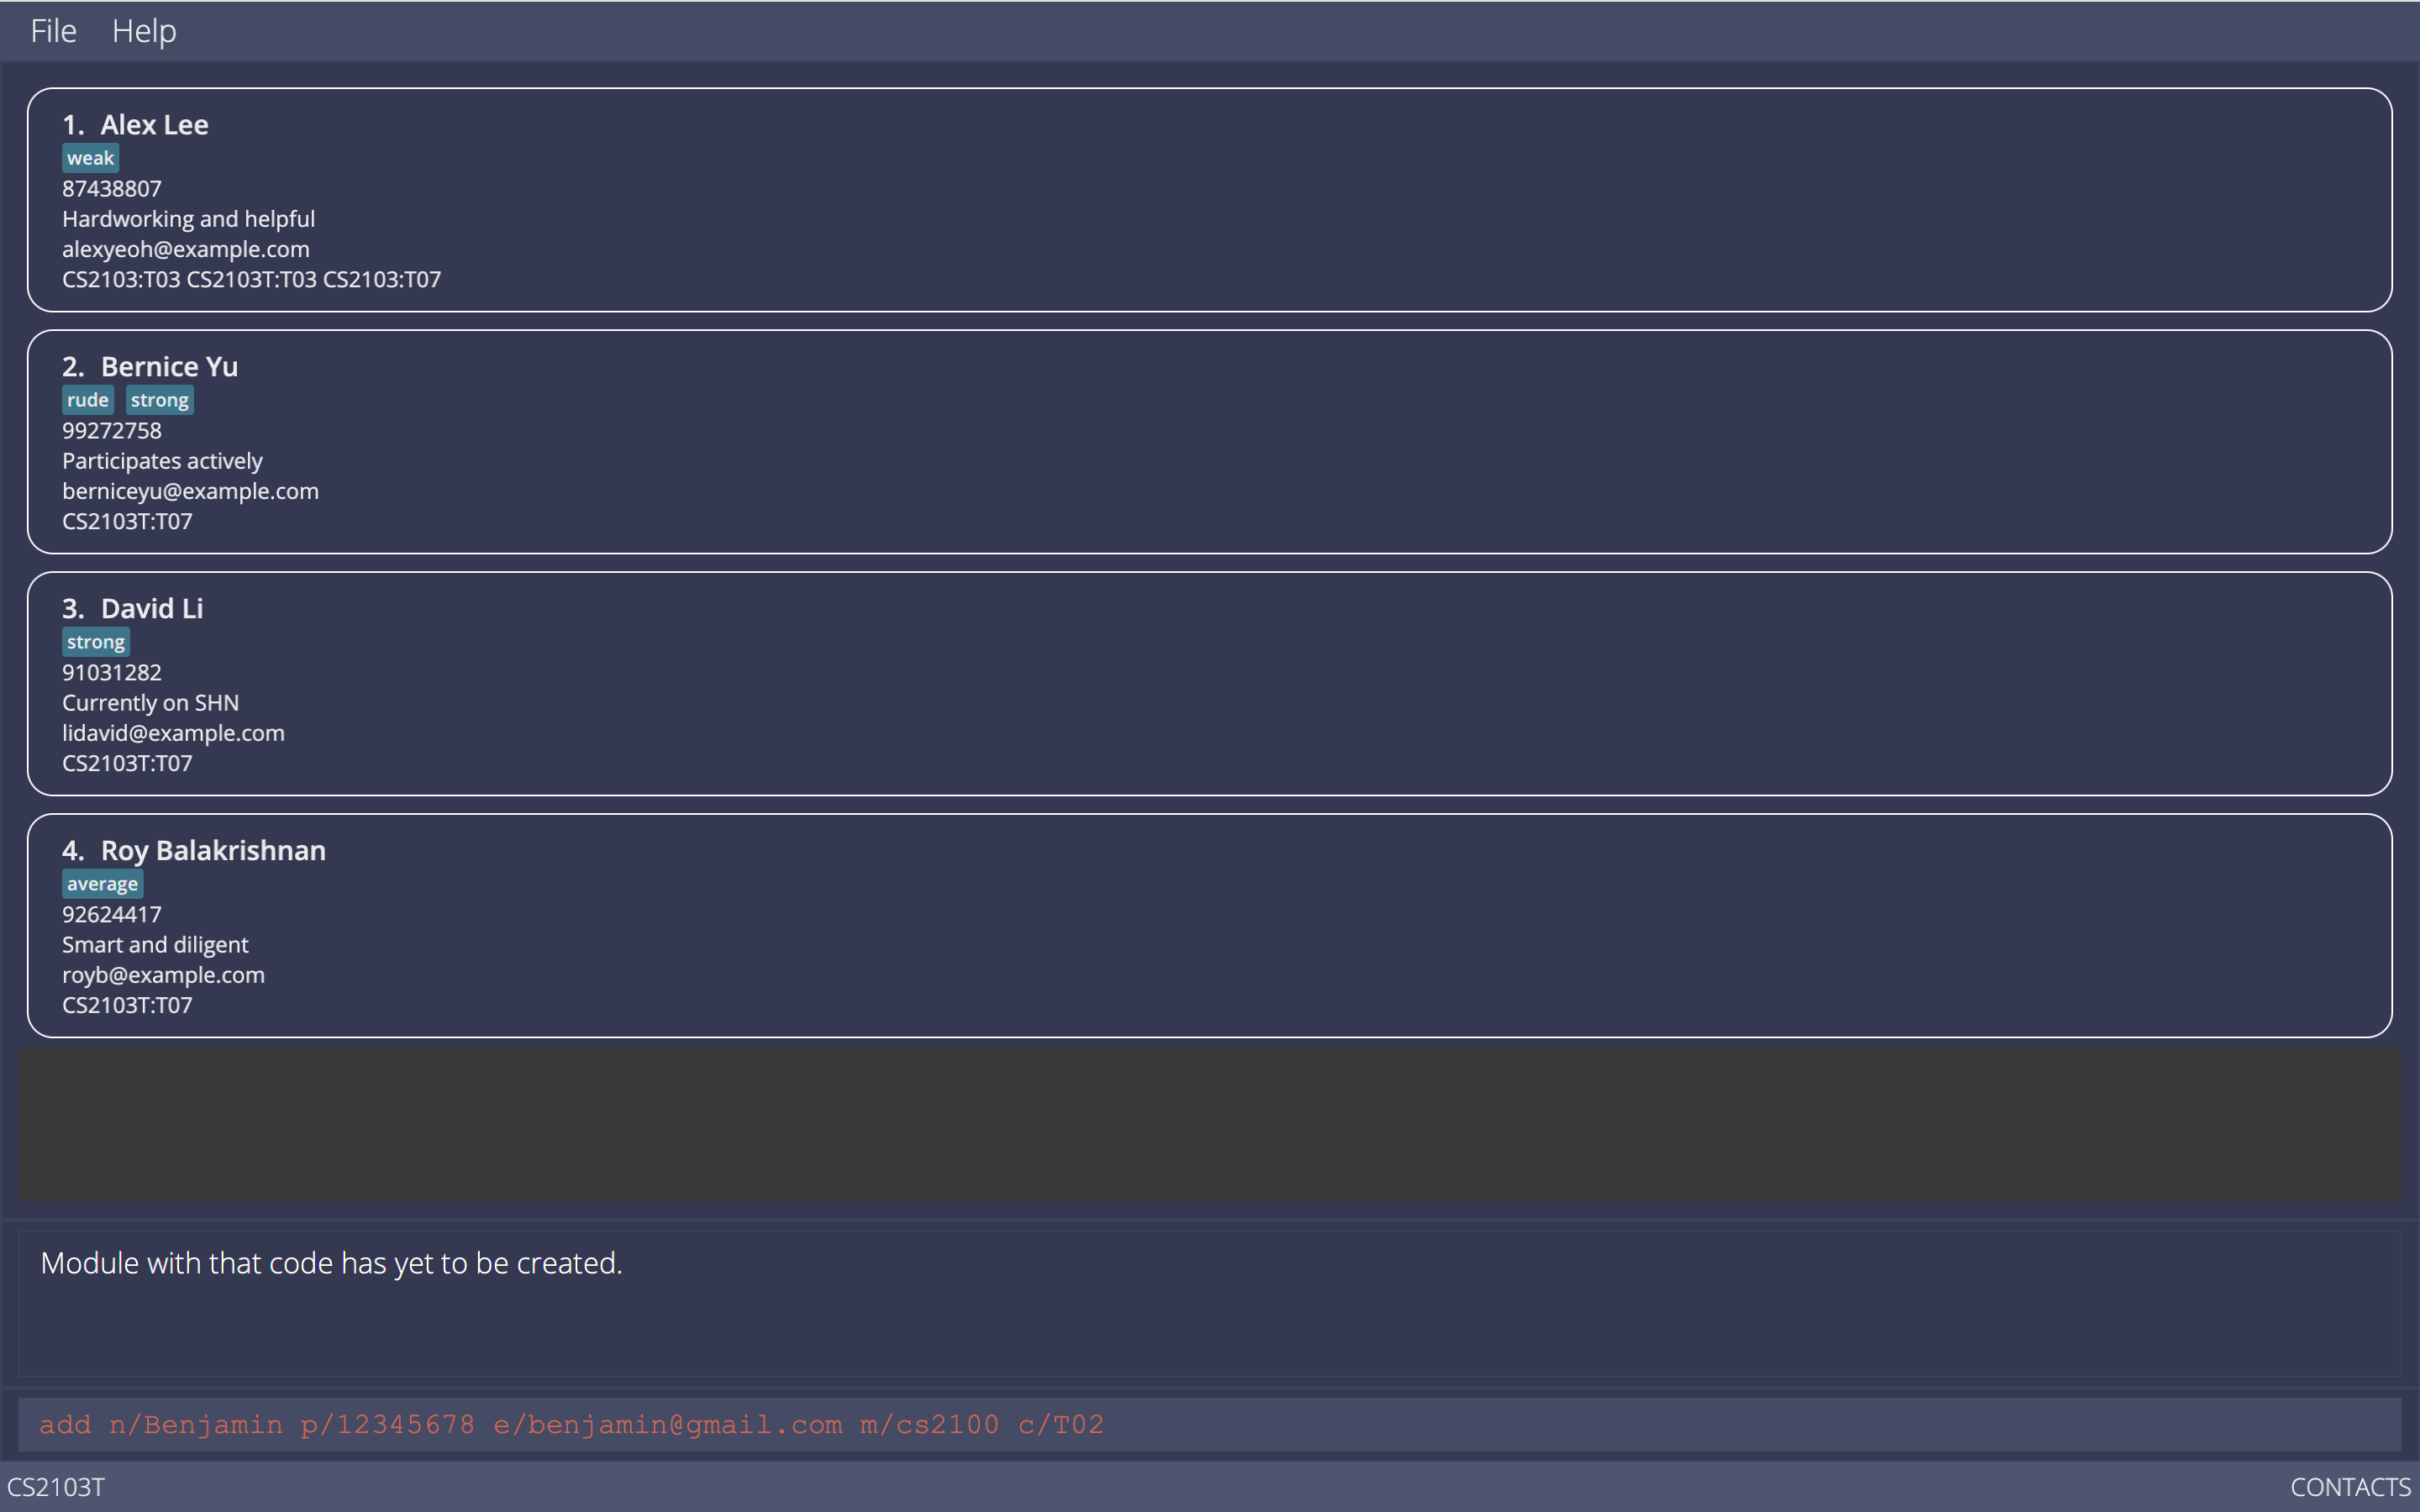 File Help
1. Alex Lee
weak
87438807
Hardworking and helpful
alexyeoh@example.com
CS2103:T03 CS2103T:T03 CS2103:T07
2. Bernice Yu
rude strong
99272758
Participates actively
berniceyu@example.com
CS2103T:T07
3. David Li
strong
91031282
Currently on SHN
lidavid@example.com
CS2103T:T07
4. Roy Balakrishnan
average
92624417
Smart and diligent
royb@example.com
CS2103T:T07
Module with that code has yet to be created.
add n/Benjamin p/12345678 e/benjamin@gmail.com m/cs2100 c/T02
CS2103T CONTACTS